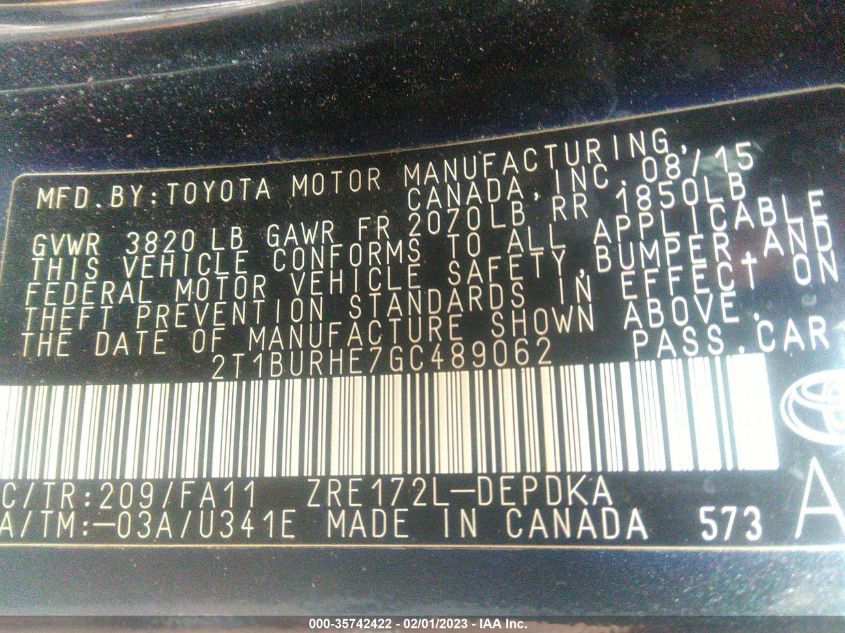 MFD.BY:TOYOTA MOTOR MANUFACTURING,
CANADA,INC. 08/15
GVWR 3820 LB GAWR FR 2070LB RR 1850LB
THIS VEHICLE CONFORMS TO ALL APPLICABLE
FEDERAL MOTOR VEHICLE SAFETY,BUMPER,AND
THEFT PREVENTION STANDARDS IN EFFECT ON
THE DATE OF MANUFACTURE SHOWN ABOVE.
2T1BURHE7GC489062 PASS.CAR
C/TR:209/FA11 ZRE172L-DEPDKA
A/TM:-03A/U341E MADE IN CANADA 573 A
000-35742422 - 02/01/2023 - IAA Inc.